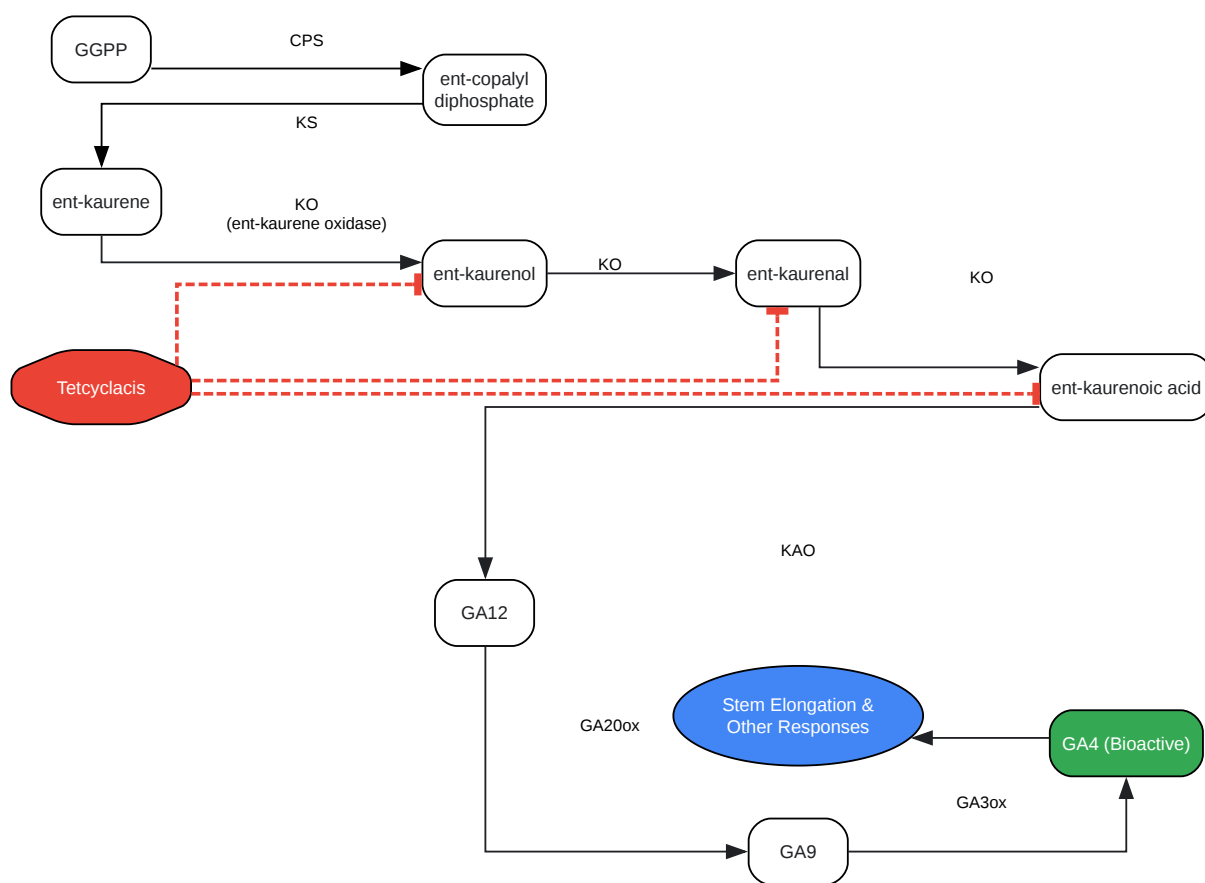 GGPP
CPS
ent-copalyl
diphosphate
KS
ent-kaurene
KO
(ent-kaurene oxidase)
ent-kaurenol
KO
ent-kaurenal
KO
Tetcyclacis
ent-kaurenoic acid
KAO
GA12
GA20ox
Stem Elongation &
Other Responses
GA4 (Bioactive)
GA3ox
GA9